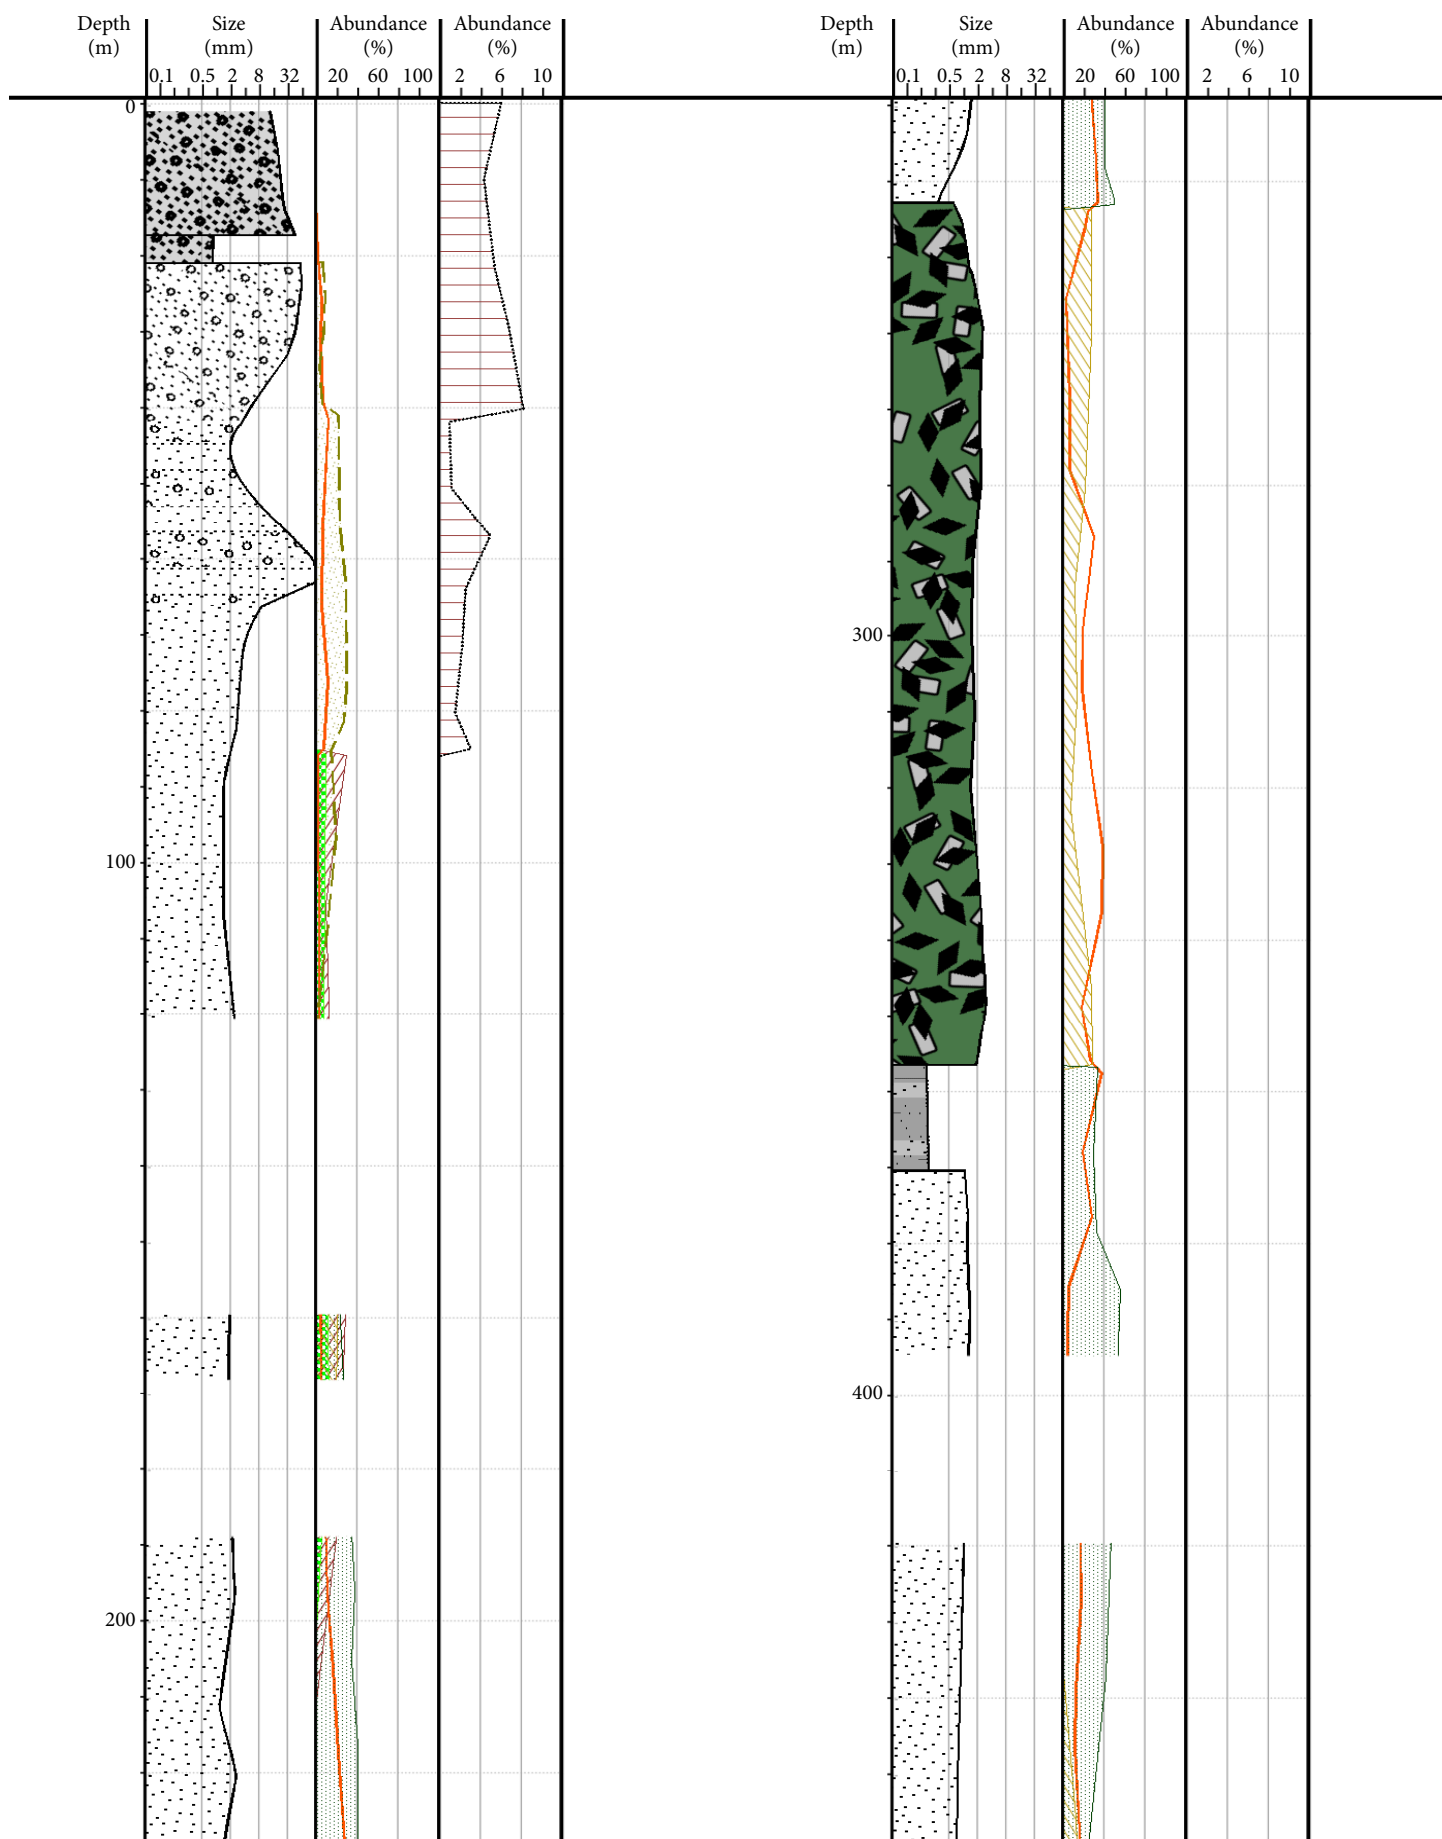 Depth Size Abundance Abundance Depth Size Abundance Abundance
(m) (mm) (%) (%) (m) (mm) (%) (%)
0.1 0.5 2 8 32 20 60 100 2 6 10 0.1 0.5 2 8 32 20 60 100 2 6 10
0
300
100
400
200